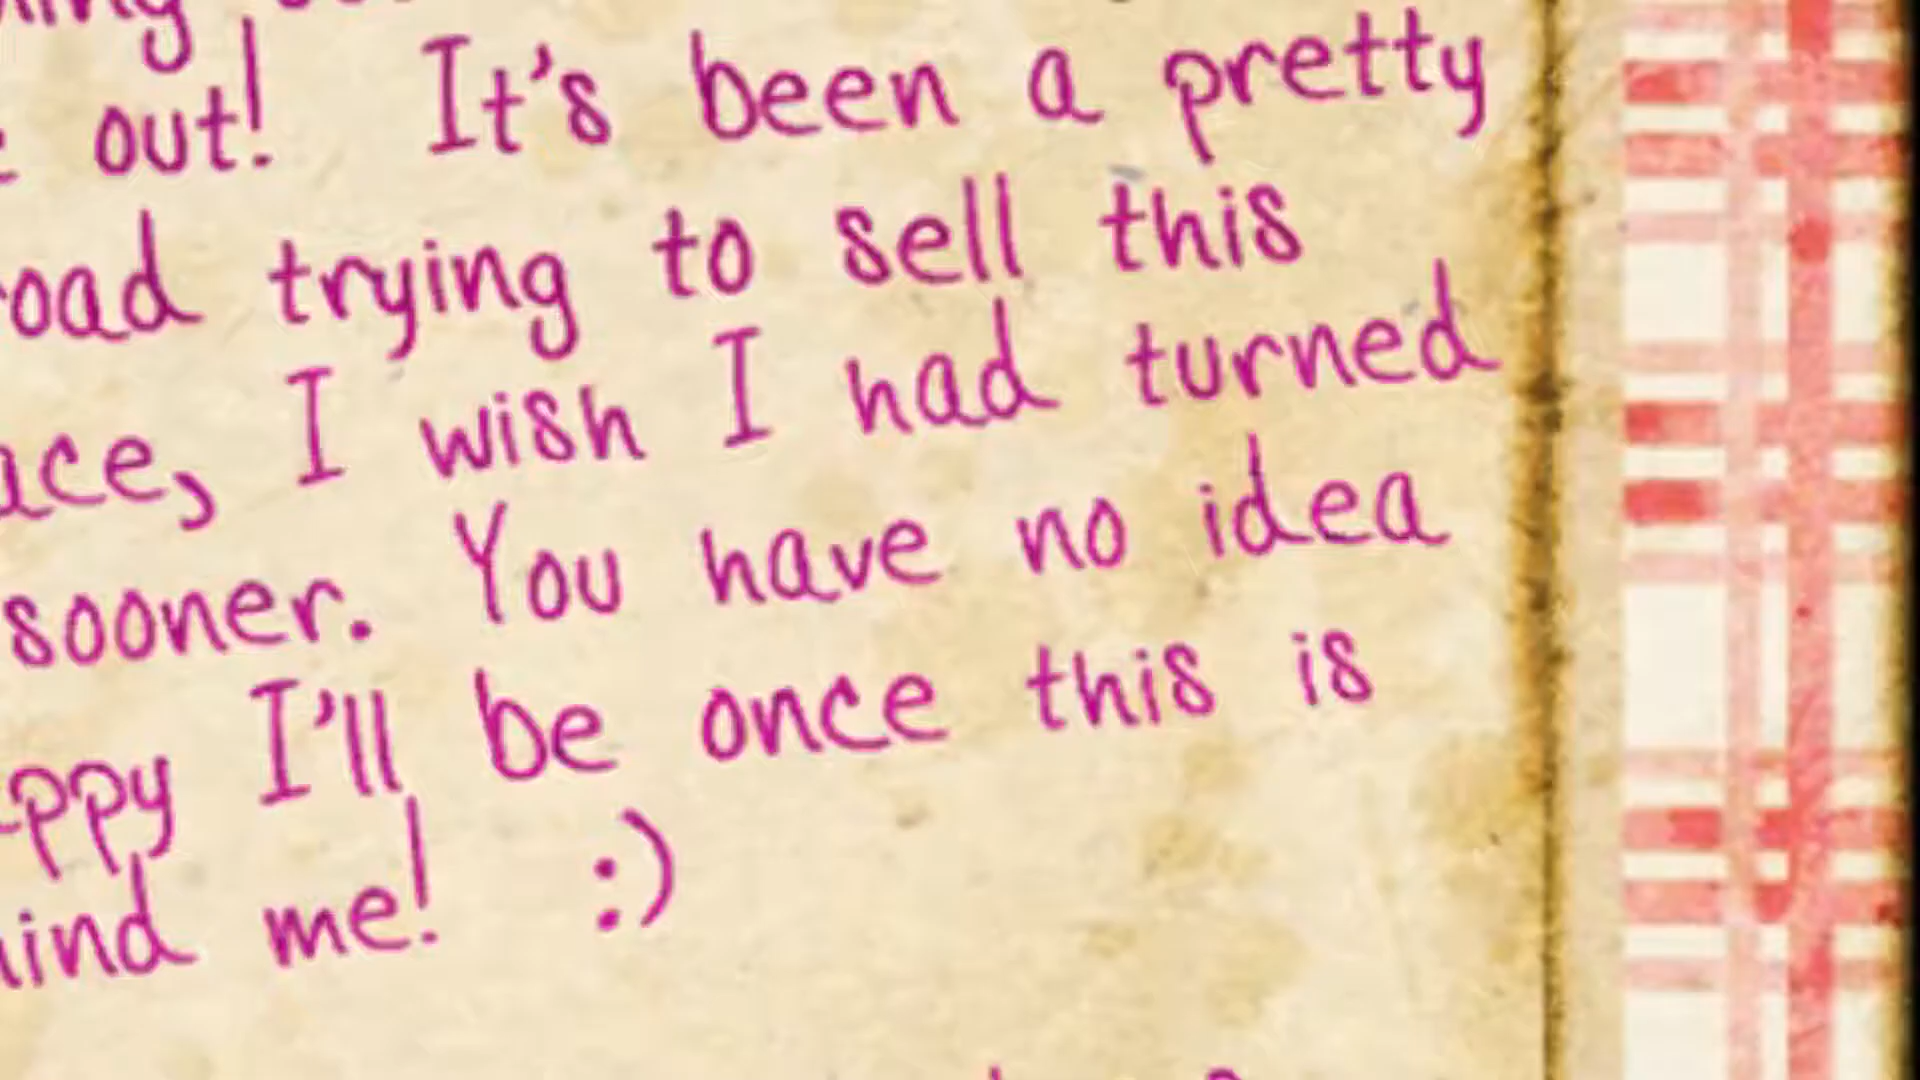 out! It's been a pretty
trying to sell this
I wish I had turned
sooner. You have no idea
I'll be once this is
me! :)